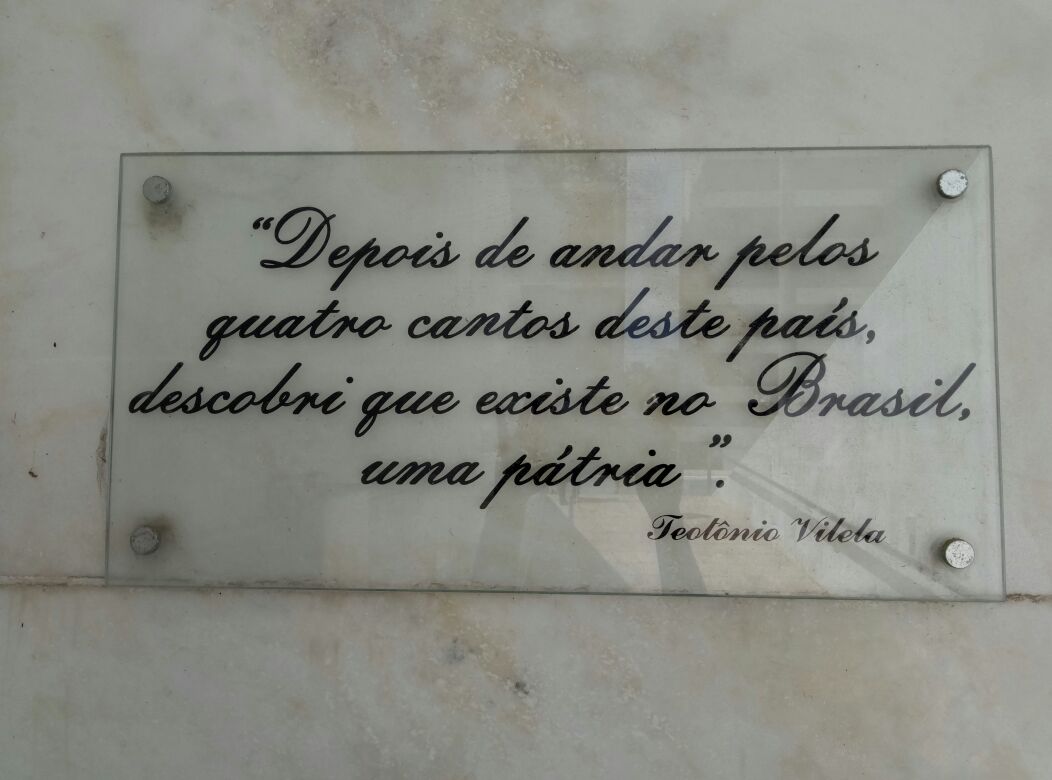 “Depois de andar pelos
quatro cantos deste país,
descobri que existe no Brasil,
uma pátria”.
Teotônio Vilela